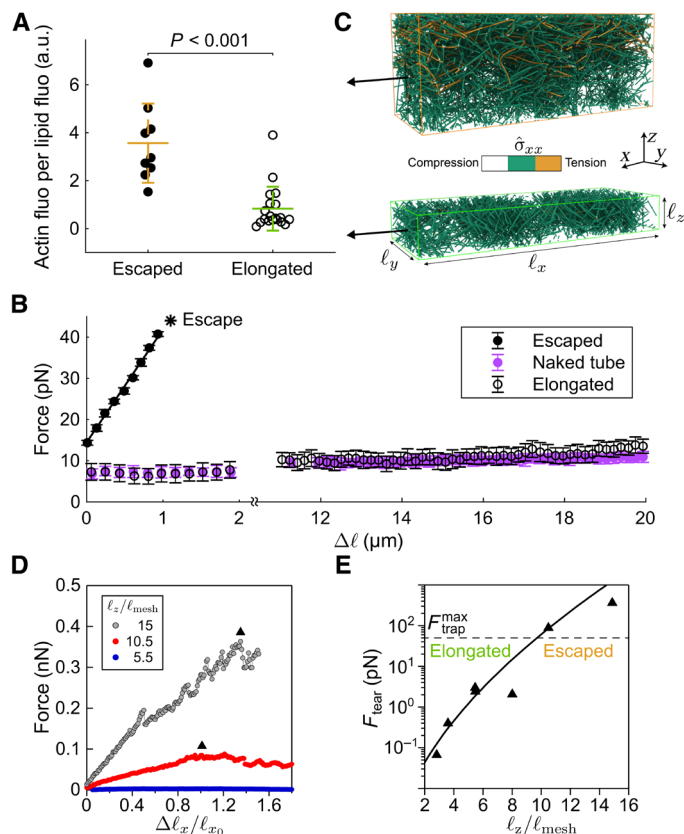 A
P < 0.001
Actin fluo per lipid fluo (a.u.)
6
4
2
0
Escaped
Elongated
C
σ̂xx
Compression
Tension
z
x
y
ℓz
ℓy
ℓx
B
Force (pN)
40
30
20
10
0
Escape
Escaped
Naked tube
Elongated
0
1
2
12
14
16
18
20
Δℓ (μm)
D
Force (nN)
0.5
0.4
0.3
0.2
0.1
0
ℓz/ℓmesh
15
10.5
5.5
0
0.4
0.8
1.2
1.6
Δℓx/ℓx0
E
Ftear (pN)
10³
10²
10¹
10⁰
10⁻¹
Fmaxtrap
Elongated
Escaped
2
4
6
8
10
12
14
16
ℓz/ℓmesh